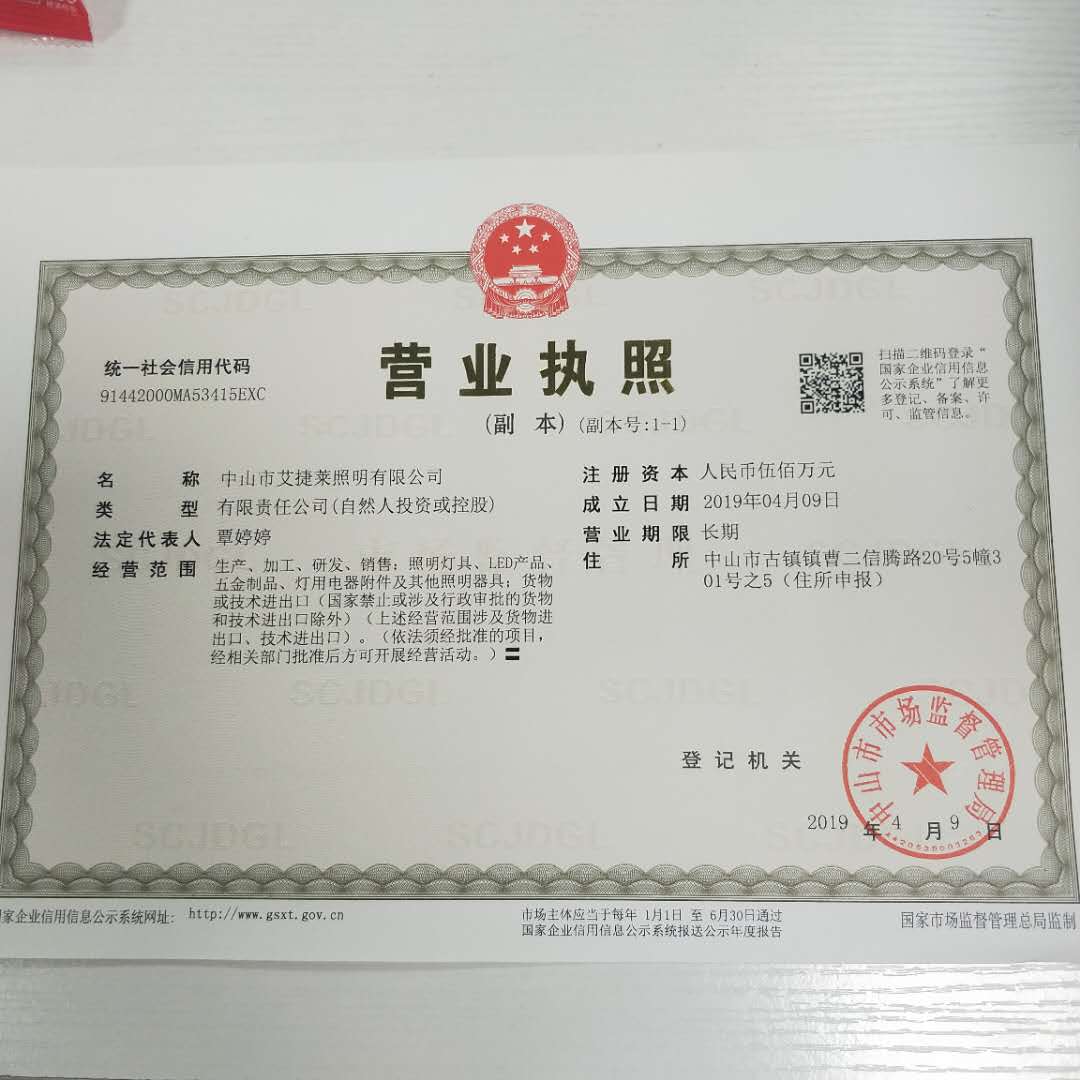 统一社会信用代码
91442000MA53415EXC
营业执照
(副 本) (副本号:1-1)
扫描二维码登录“
国家企业信用信息
公示系统”了解更
多登记、备案、许
可、监管信息。
名 称 中山市艾捷莱照明有限公司
类 型 有限责任公司(自然人投资或控股)
法定代表人 覃婷婷
经营范围 生产、加工、研发、销售:照明灯具、LED产品、
五金制品、灯用电器附件及其他照明器具;货物
或技术进出口(国家禁止或涉及行政审批的货物
和技术进出口除外)(上述经营范围涉及货物进
出口、技术进出口)。(依法须经批准的项目,
经相关部门批准后方可开展经营活动。)〓
注册资本 人民币伍佰万元
成立日期 2019年04月09日
营业期限 长期
住 所 中山市古镇镇曹二信腾路20号5幢3
01号之5(住所申报)
登记机关
中山市市场监督管理局
2019 年 4 月 9 日
家企业信用信息公示系统网址: http://www.gsxt.gov.cn
市场主体应当于每年 1月1日 至 6月30日通过
国家企业信用信息公示系统报送公示年度报告
国家市场监督管理总局监制
SCJDGL